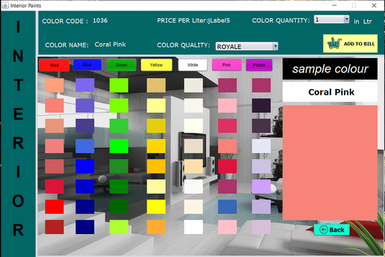 Interior Paints
INTERIOR
COLOR CODE : 1036
PRICE PER Liter:jLabel5
COLOR QUANTITY : 1 in Ltr
COLOR NAME: Coral Pink
COLOR QUALITY: ROYALE
ADD TO BILL
Red
Blue
Green
Yellow
White
Pink
Purple
sample colour
Coral Pink
Back